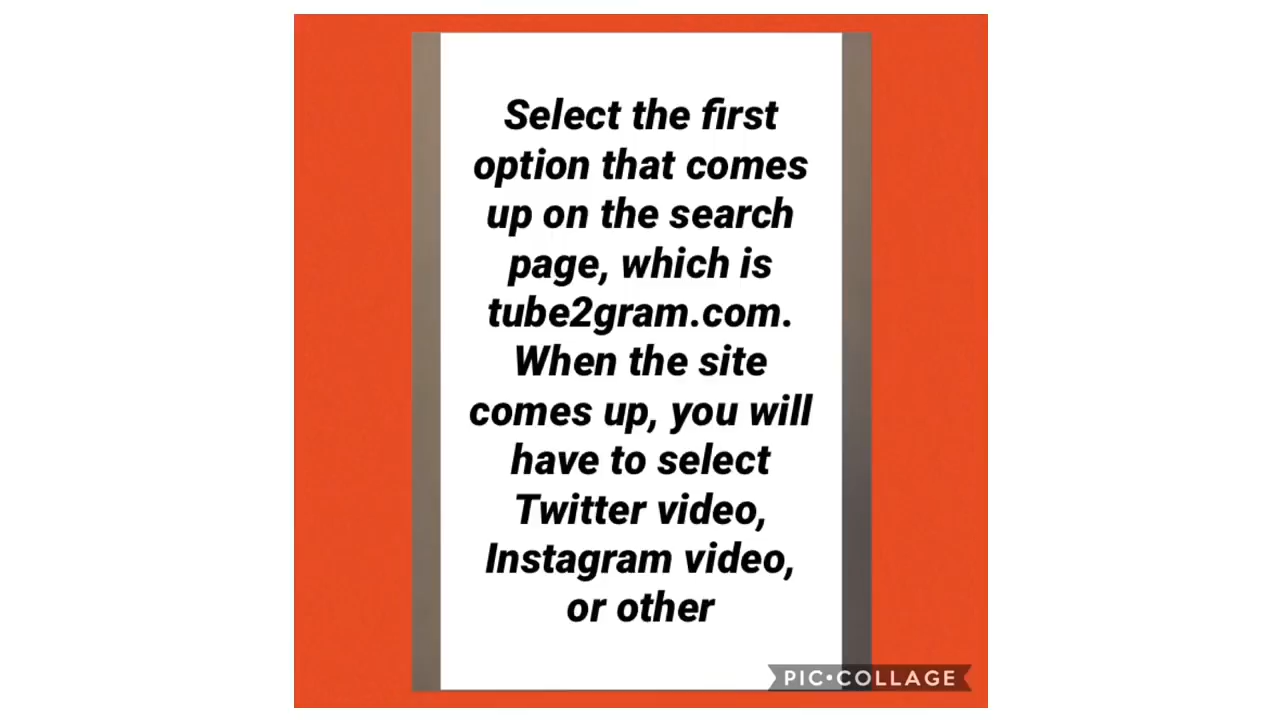 Select the first
option that comes
up on the search
page, which is
tube2gram.com.
When the site
comes up, you will
have to select
Twitter video,
Instagram video,
or other
PIC•COLLAGE